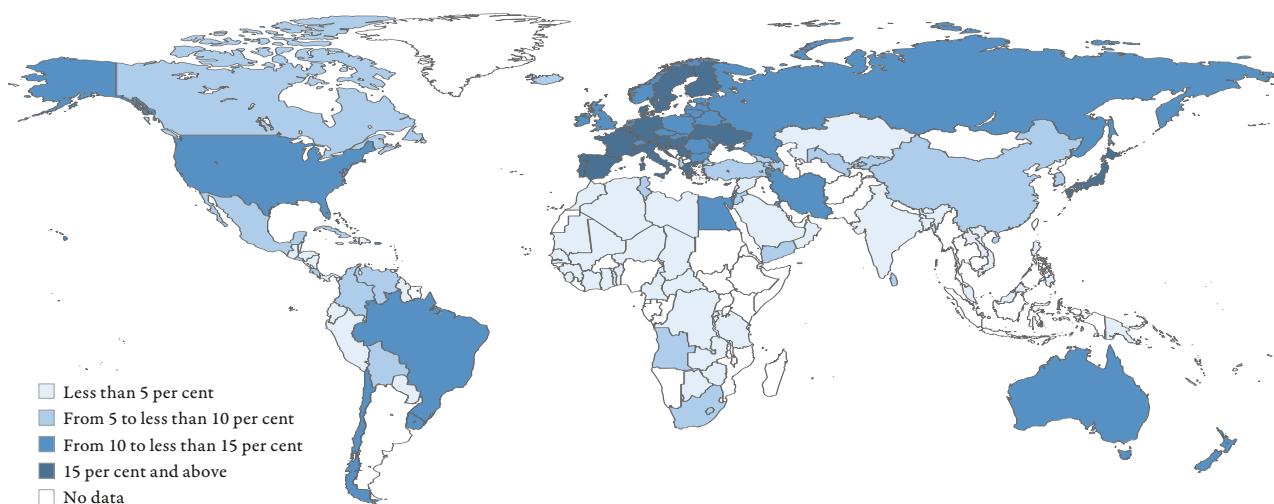 Less than 5 per cent
From 5 to less than 10 per cent
From 10 to less than 15 per cent
15 per cent and above
No data